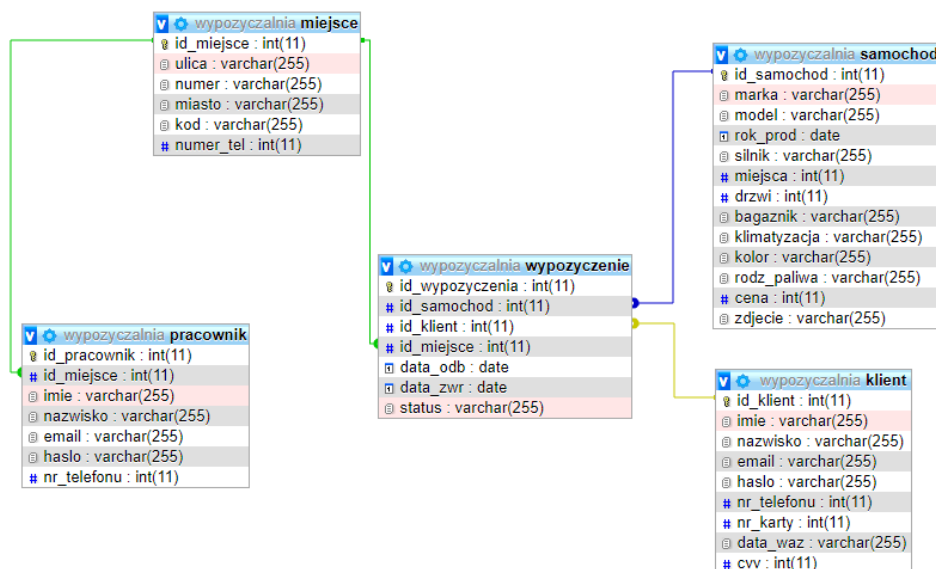 wypozyczalnia miejsce
id_miejsce : int(11)
ulica : varchar(255)
numer : varchar(255)
miasto : varchar(255)
kod : varchar(255)
numer_tel : int(11)
wypozyczalnia samochod
id_samochod : int(11)
marka : varchar(255)
model : varchar(255)
rok_prod : date
silnik : varchar(255)
miejsca : int(11)
drzwi : int(11)
bagaznik : varchar(255)
klimatyzacja : varchar(255)
kolor : varchar(255)
rodz_paliwa : varchar(255)
cena : int(11)
zdjecie : varchar(255)
wypozyczalnia wypozyczenie
id_wypozyczenia : int(11)
id_samochod : int(11)
id_klient : int(11)
id_miejsce : int(11)
data_odb : date
data_zwr : date
status : varchar(255)
wypozyczalnia pracownik
id_pracownik : int(11)
id_miejsce : int(11)
imie : varchar(255)
nazwisko : varchar(255)
email : varchar(255)
haslo : varchar(255)
nr_telefonu : int(11)
wypozyczalnia klient
id_klient : int(11)
imie : varchar(255)
nazwisko : varchar(255)
email : varchar(255)
haslo : varchar(255)
nr_telefonu : int(11)
nr_karty : int(11)
data_waz : varchar(255)
cvv : int(11)